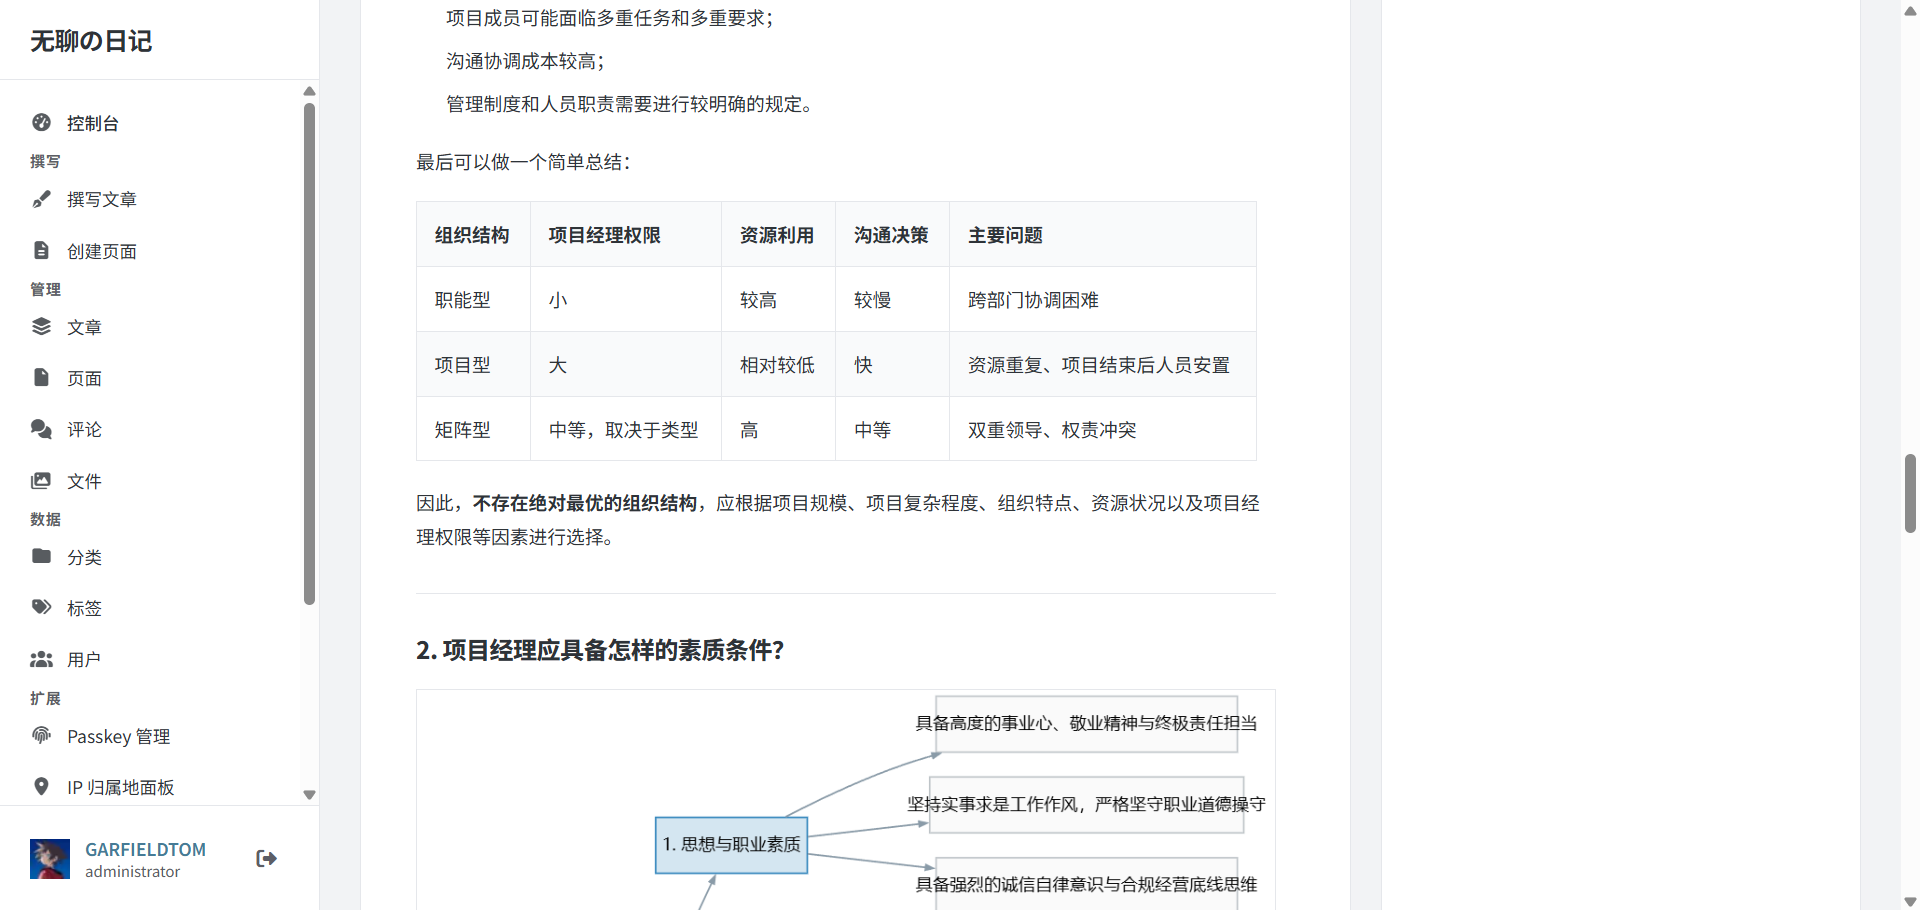 无聊の日记
控制台
撰写
撰写文章
创建页面
管理
文章
页面
评论
文件
数据
分类
标签
用户
扩展
Passkey 管理
IP 归属地面板
GARFIELDTOM
administrator
项目成员可能面临多重任务和多重要求；
沟通协调成本较高；
管理制度和人员职责需要进行较明确的规定。
最后可以做一个简单总结：
组织结构 项目经理权限 资源利用 沟通决策 主要问题
职能型 小 较高 较慢 跨部门协调困难
项目型 大 相对较低 快 资源重复、项目结束后人员安置
矩阵型 中等，取决于类型 高 中等 双重领导、权责冲突
因此，不存在绝对最优的组织结构，应根据项目规模、项目复杂程度、组织特点、资源状况以及项目经
理权限等因素进行选择。
2. 项目经理应具备怎样的素质条件？
具备高度的事业心、敬业精神与终极责任担当
坚持实事求是工作作风，严格坚守职业道德操守
1. 思想与职业素质
具备强烈的诚信自律意识与合规经营底线思维